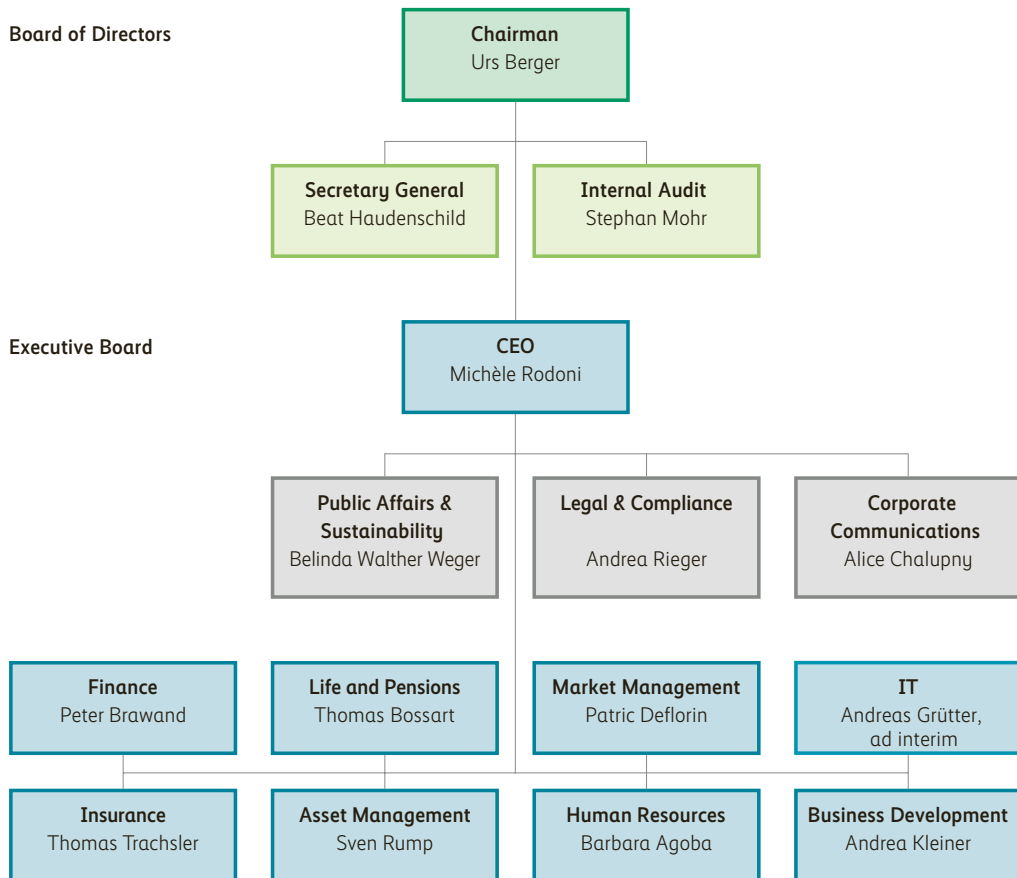 Board of Directors
Chairman
Urs Berger
Secretary General
Beat Haudenschild
Internal Audit
Stephan Mohr
Executive Board
CEO
Michèle Rodoni
Public Affairs &
Sustainability
Belinda Walther Weger
Legal & Compliance
Andrea Rieger
Corporate
Communications
Alice Chalupny
Finance
Peter Brawand
Life and Pensions
Thomas Bossart
Market Management
Patric Deflorin
IT
Andreas Grütter,
ad interim
Insurance
Thomas Trachsler
Asset Management
Sven Rump
Human Resources
Barbara Agoba
Business Development
Andrea Kleiner